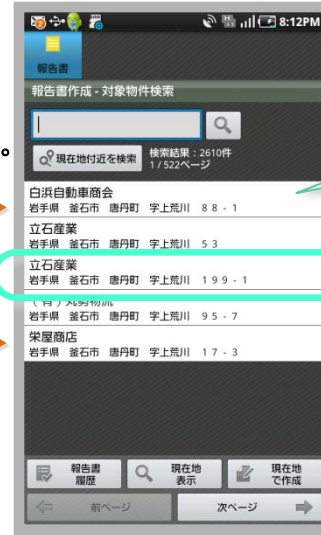 8:12PM
報告書
報告書作成 - 対象物件検索
。
現在地付近を検索
検索結果：2610件
1 / 522ページ
白浜自動車商会
岩手県 釜石市 唐丹町 字上荒川 88-1
立石産業
岩手県 釜石市 唐丹町 字上荒川 53
立石産業
岩手県 釜石市 唐丹町 字上荒川 199-1
岩手県 釜石市 唐丹町 字上荒川 95-7
栄屋商店
岩手県 釜石市 唐丹町 字上荒川 17-3
報告書
履歴
現在地
表示
現在地
で作成
前ページ
次ページ